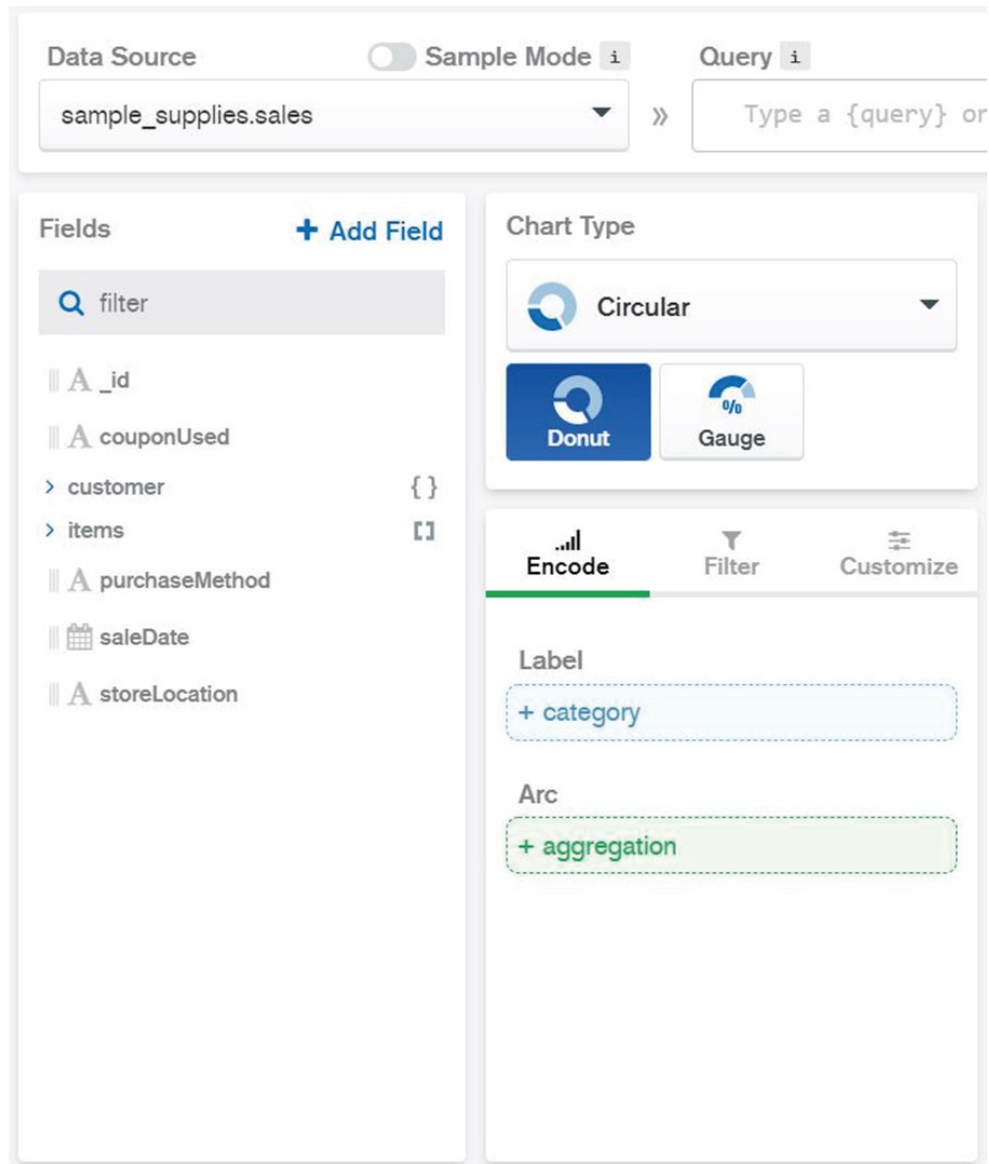 Data Source
Sample Mode i
Query i
sample_supplies.sales
»
Type a {query} or
Fields
+ Add Field
filter
A _id
A couponUsed
> customer { }
> items [ ]
A purchaseMethod
saleDate
A storeLocation
Chart Type
Circular
Donut
%
Gauge
Encode
Filter
Customize
Label
+ category
Arc
+ aggregation